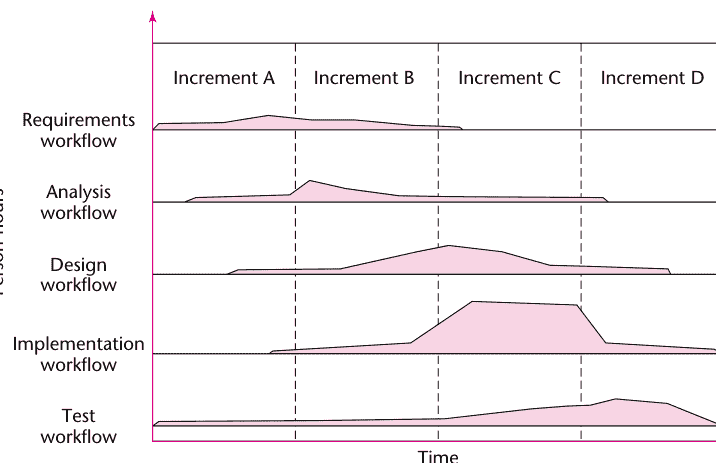 Increment A Increment B Increment C Increment D
Requirements
workflow
Analysis
workflow
Design
workflow
Implementation
workflow
Test
workflow
Time